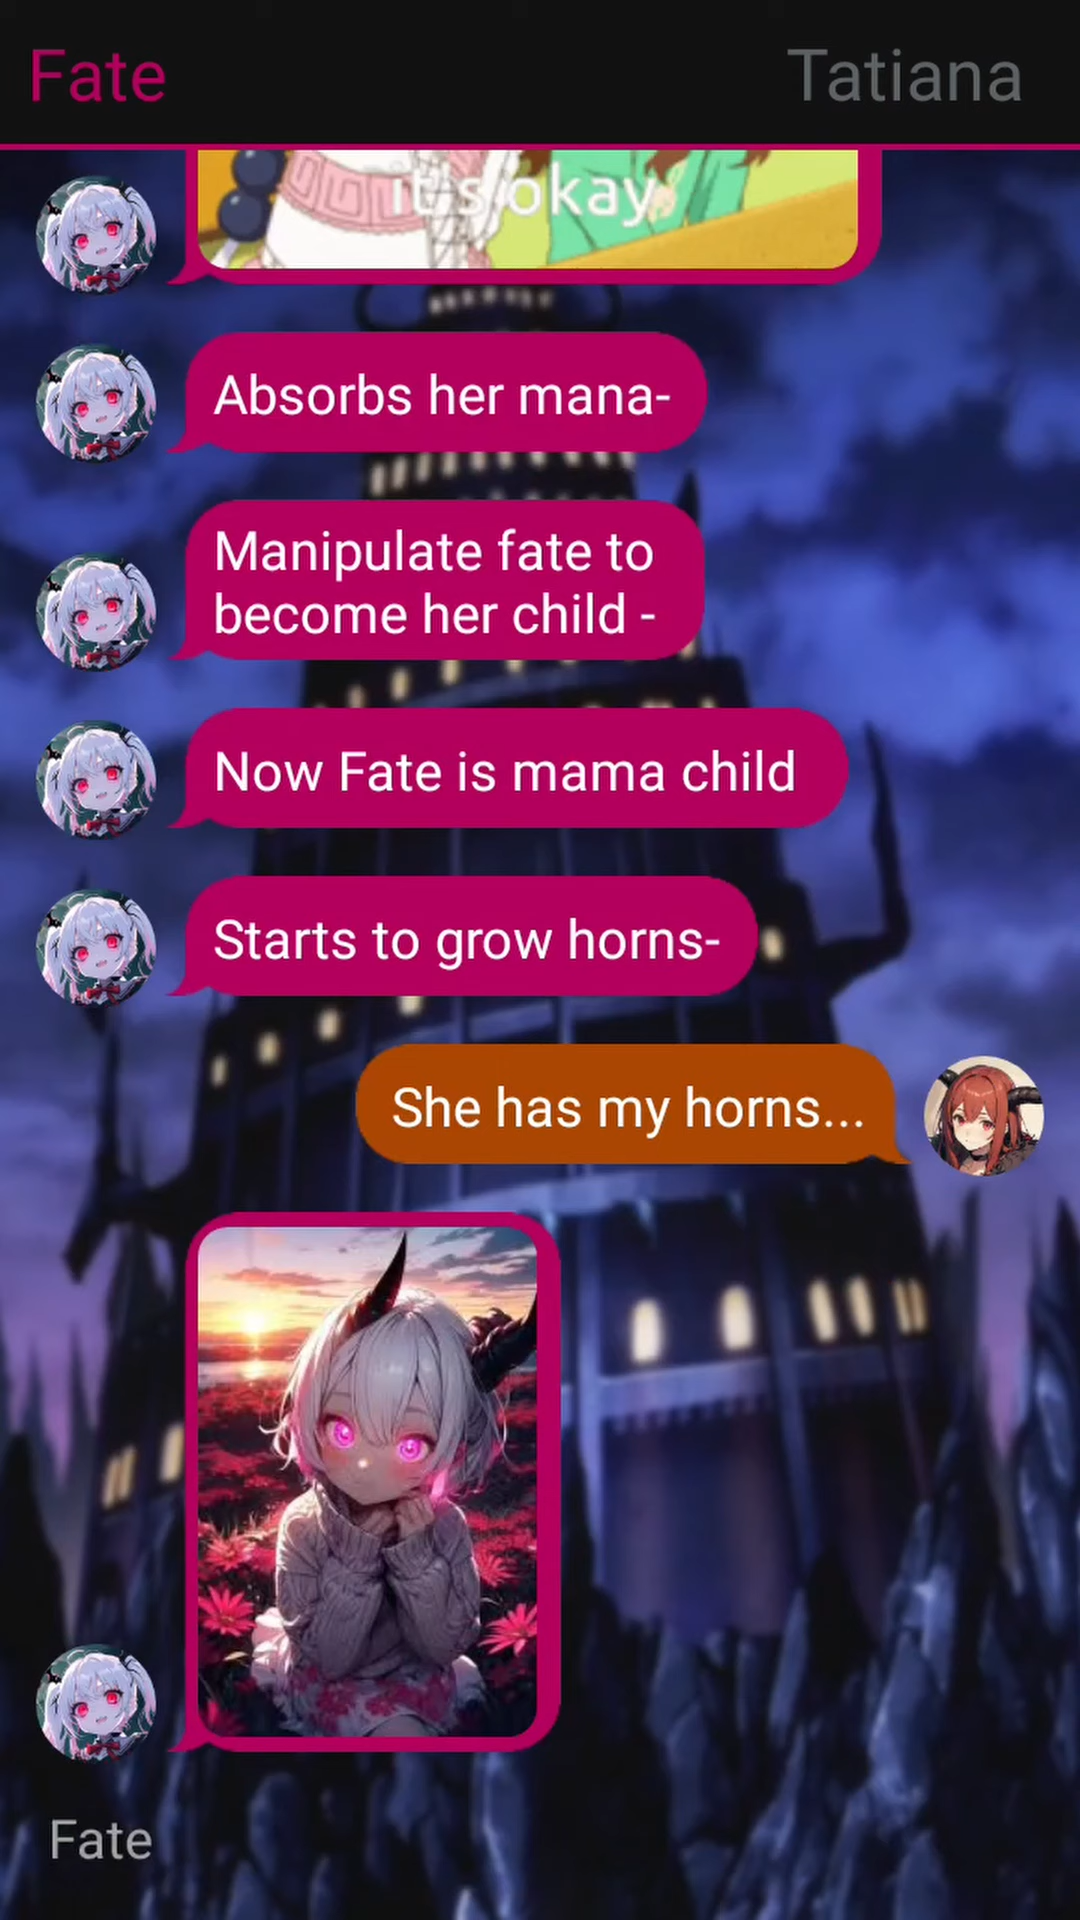 Fate
Tatiana
it's okay
Absorbs her mana-
Manipulate fate to
become her child -
Now Fate is mama child
Starts to grow horns-
She has my horns...
Fate